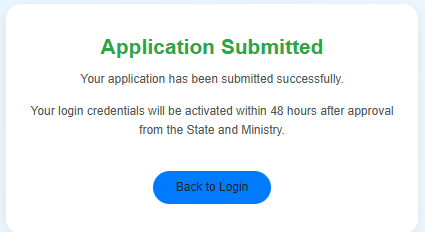 Application Submitted
Your application has been submitted successfully.
Your login credentials will be activated within 48 hours after approval
from the State and Ministry.
Back to Login